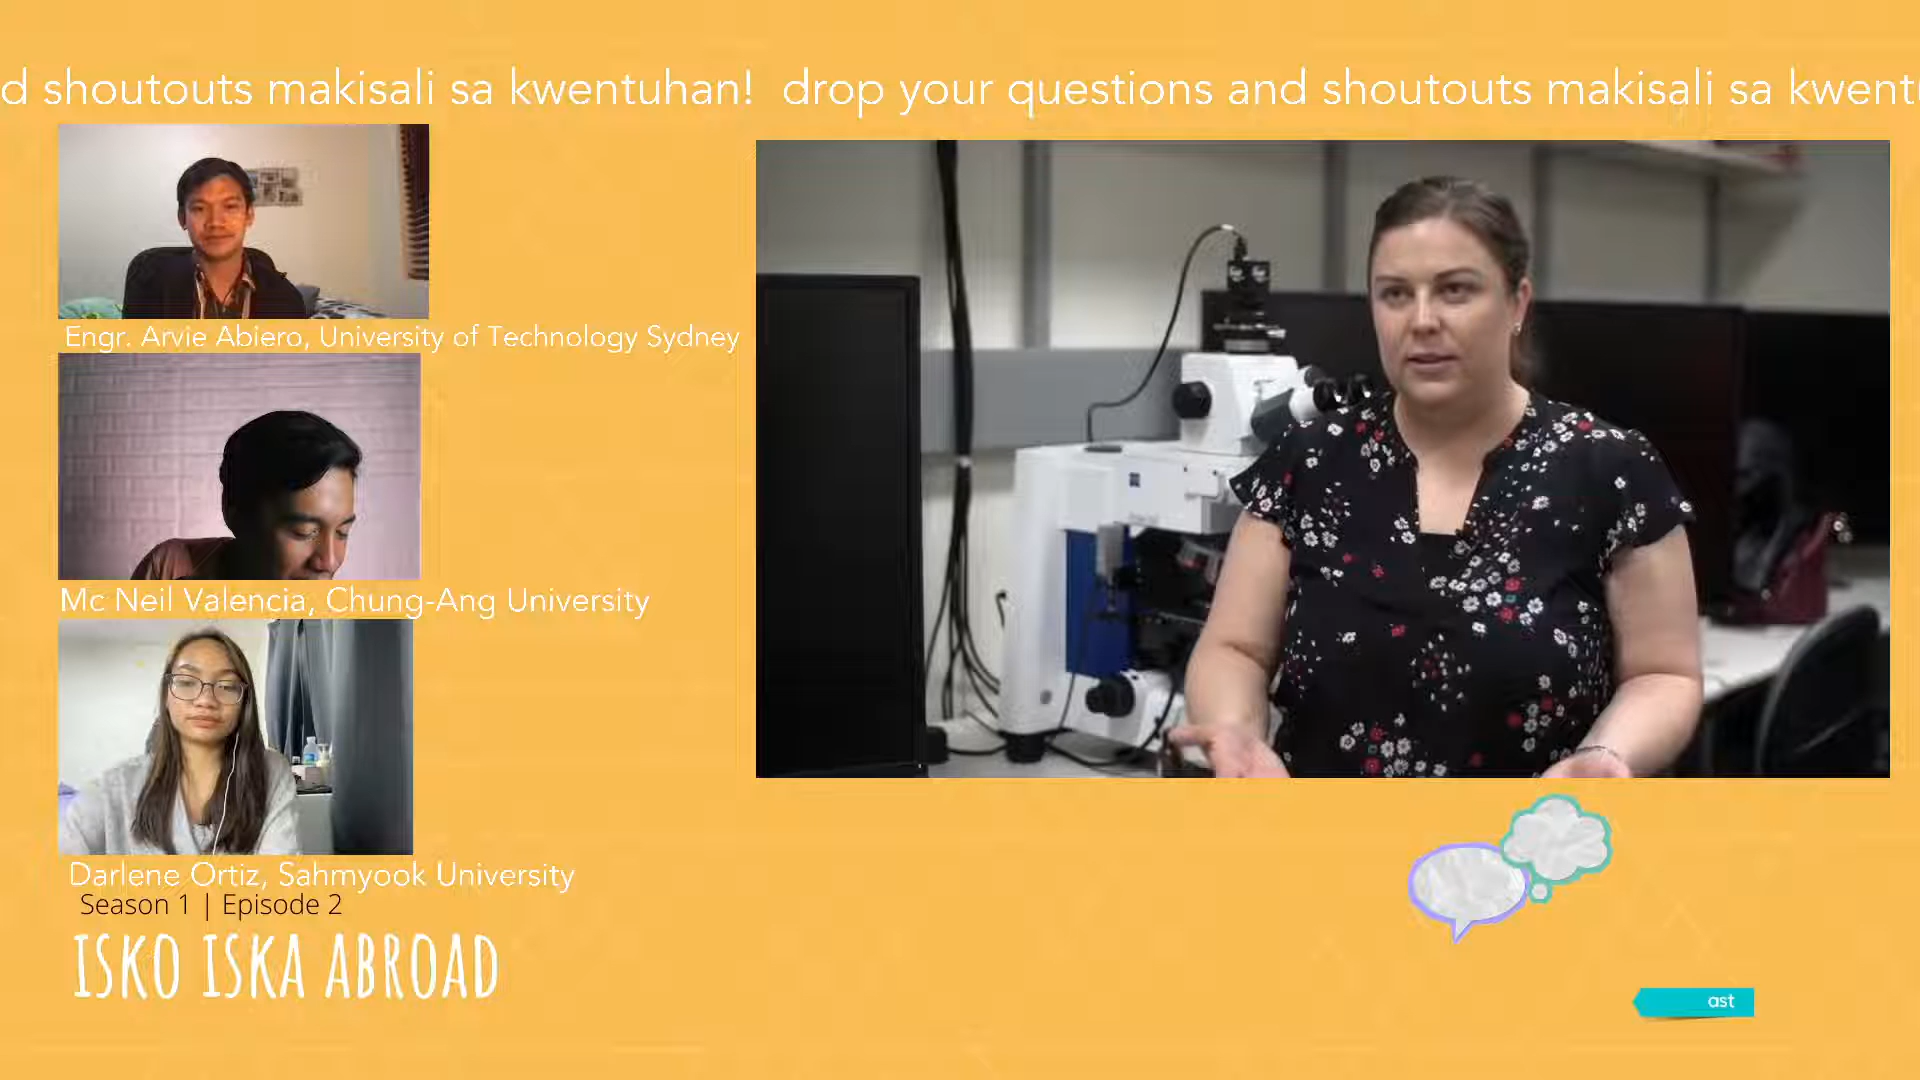 d shoutouts makisali sa kwentuhan! drop your questions and shoutouts makisali sa kwent
Engr. Arvie Abiero, University of Technology Sydney
Mc Neil Valencia, Chung-Ang University
Darlene Ortiz, Sahmyook University
Season 1 | Episode 2
ISKO ISKA ABROAD
ast